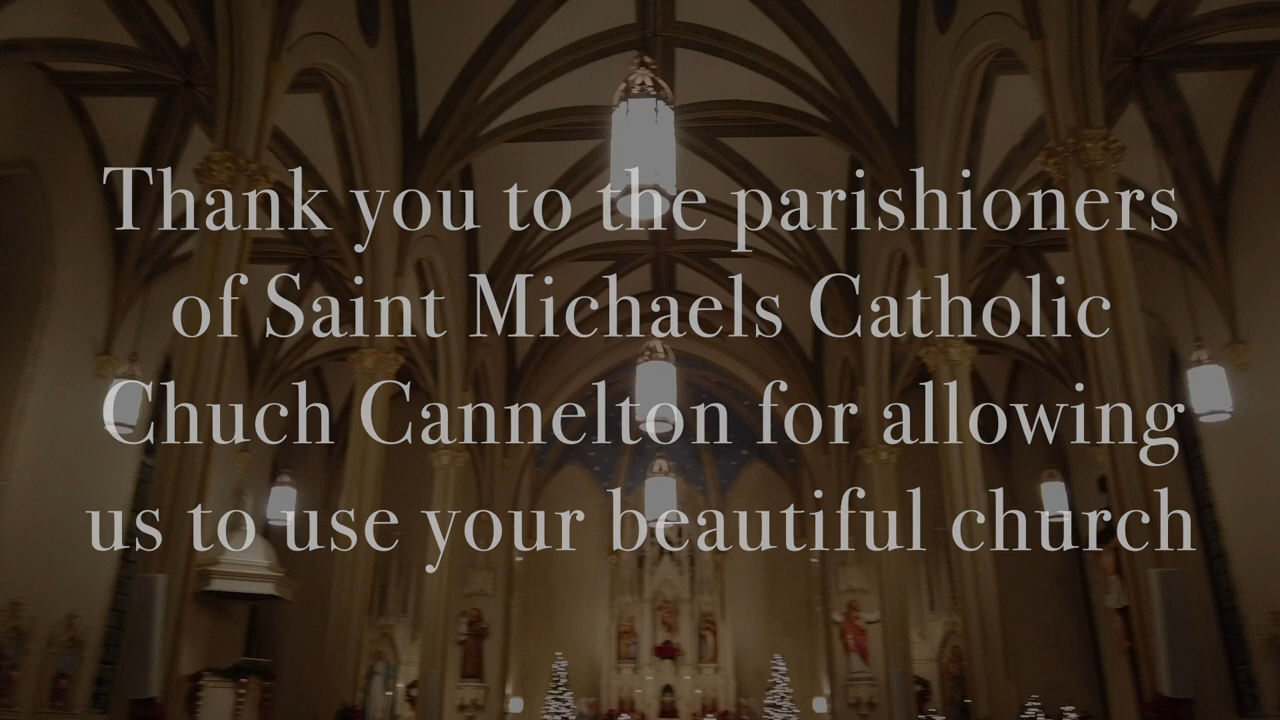 Thank you to the parishioners
of Saint Michaels Catholic
Chuch Cannelton for allowing
us to use your beautiful church